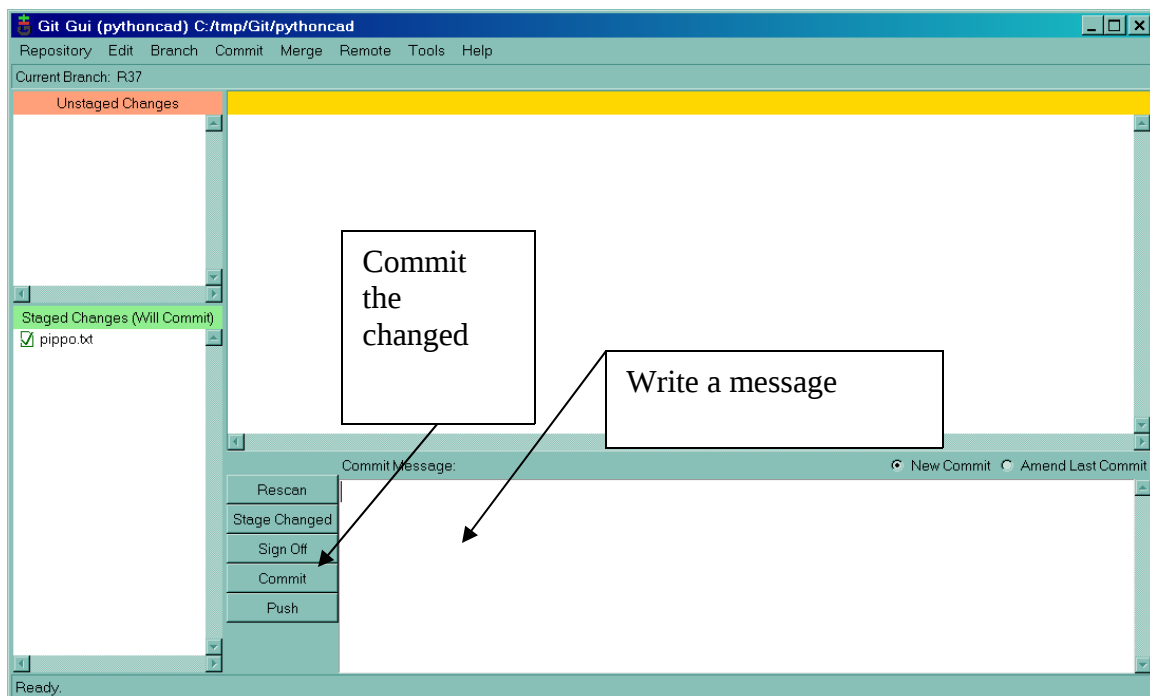 Git Gui (pythoncad) C:/tmp/Git/pythoncad
Repository Edit Branch Commit Merge Remote Tools Help
Current Branch: R37
Unstaged Changes
Commit
the
changed
Staged Changes (Will Commit)
pippo.txt
Write a message
Commit Message:
New Commit Amend Last Commit
Rescan
Stage Changed
Sign Off
Commit
Push
Ready.